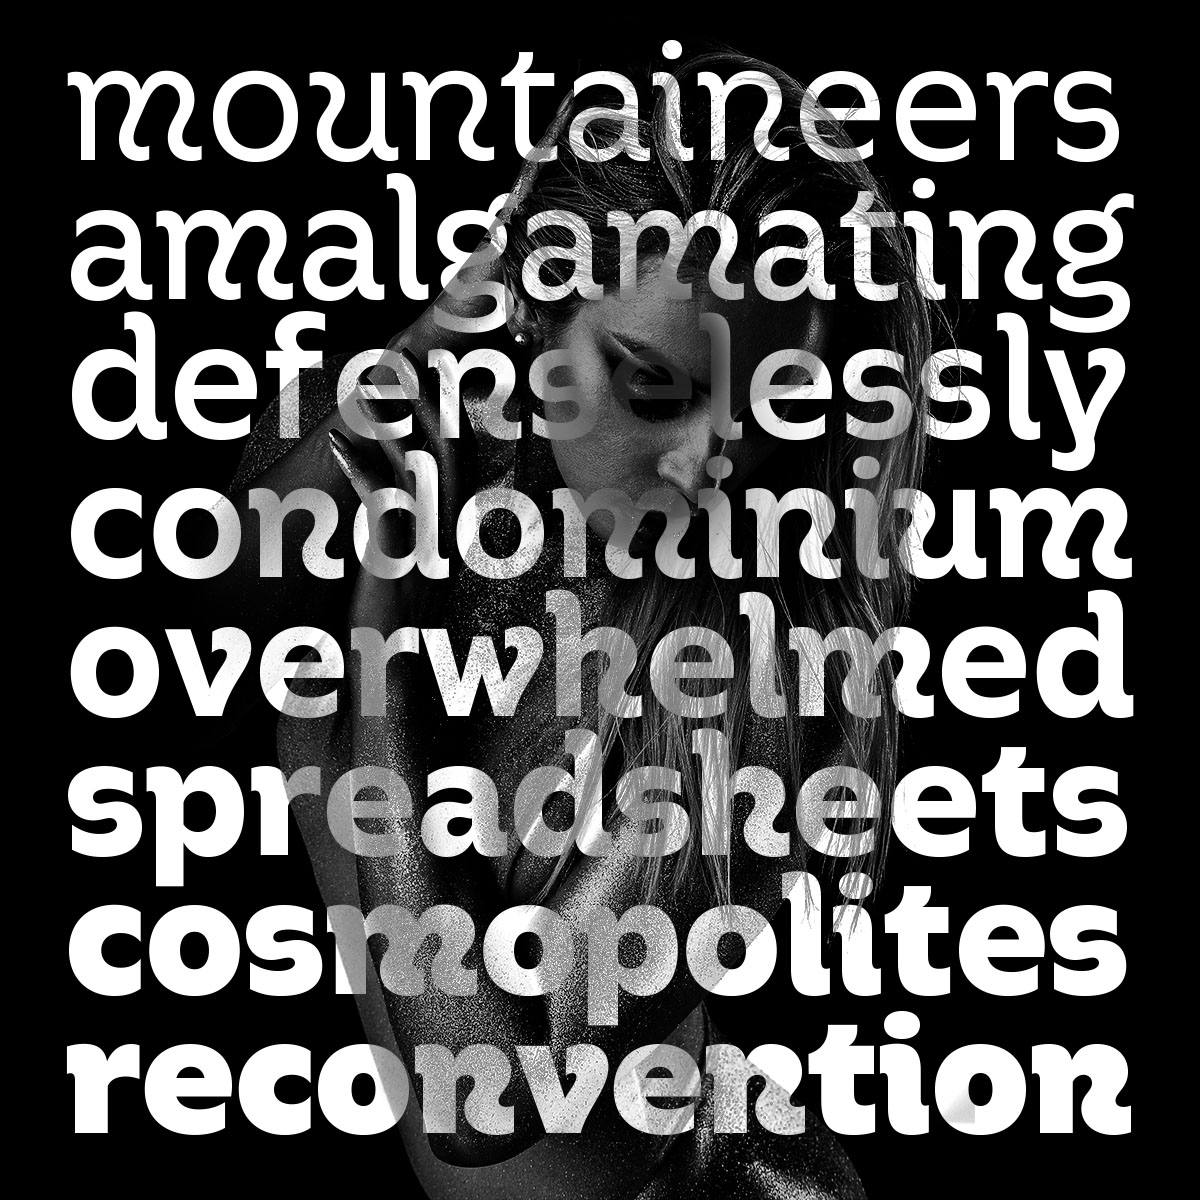 mountaineers
amalgamating
defenselessly
condominium
overwhelmed
spreadsheets
cosmopolites
reconvention